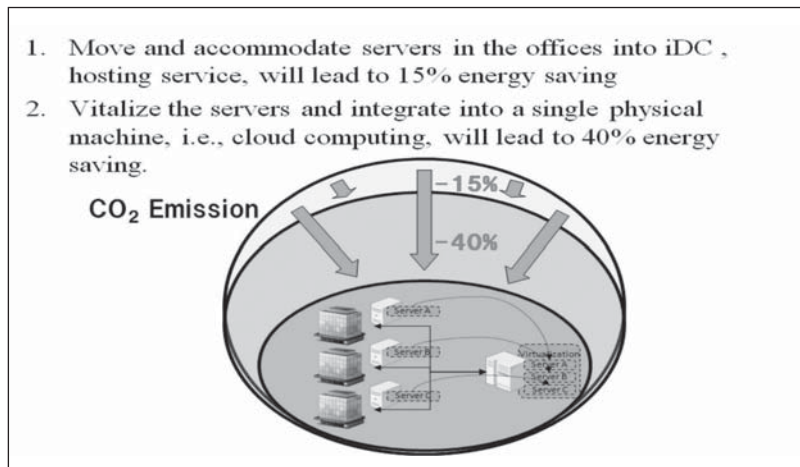 1. Move and accommodate servers in the offices into iDC ,
hosting service, will lead to 15% energy saving
2. Vitalize the servers and integrate into a single physical
machine, i.e., cloud computing, will lead to 40% energy
saving.
CO₂ Emission
-15%
-40%
Server A
Server B
Server C
Virtualization
Server A
Server B
Server C